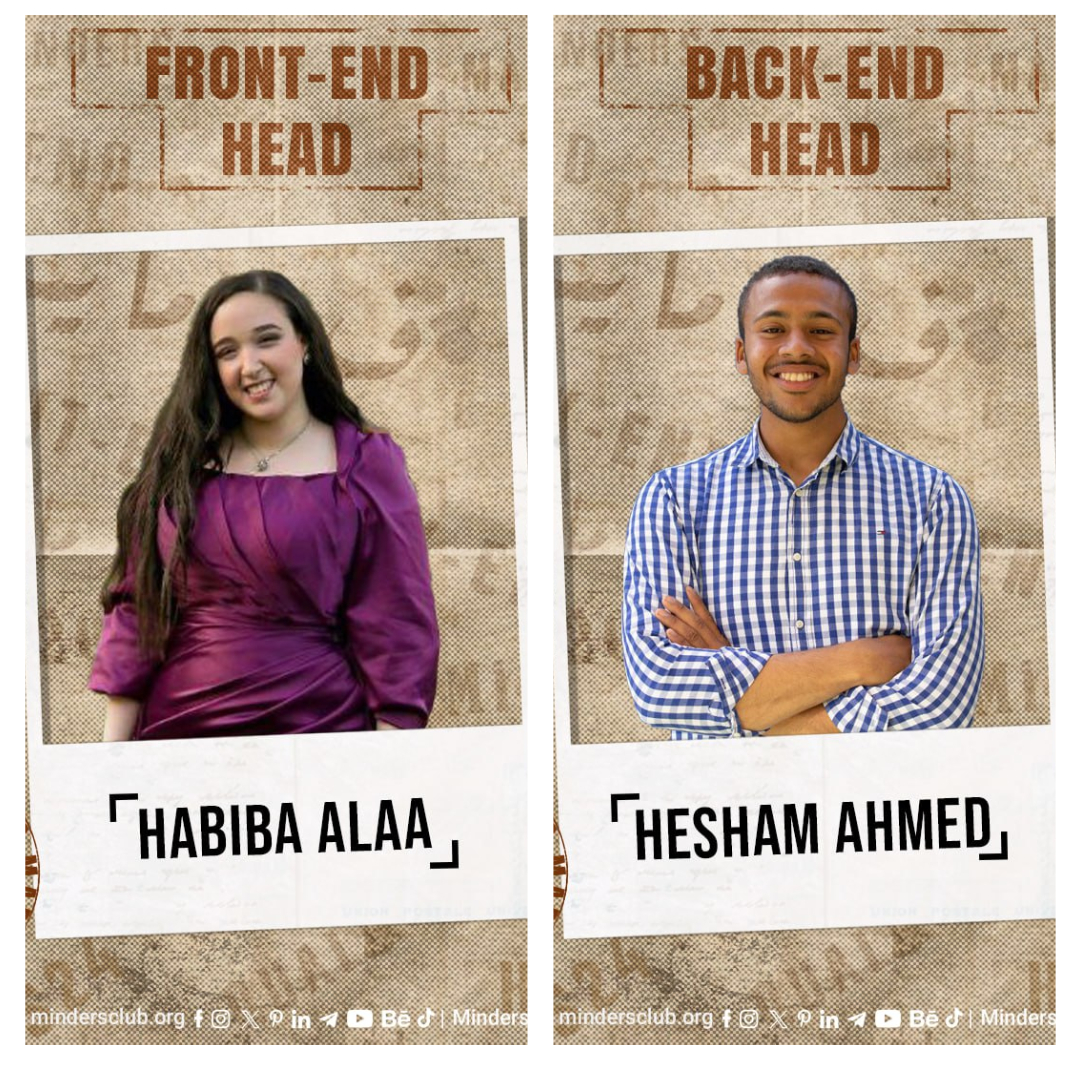 FRONT-END
HEAD
HABIBA ALAA
mindersclub.org | Minders
BACK-END
HEAD
HESHAM AHMED
mindersclub.org | Minders